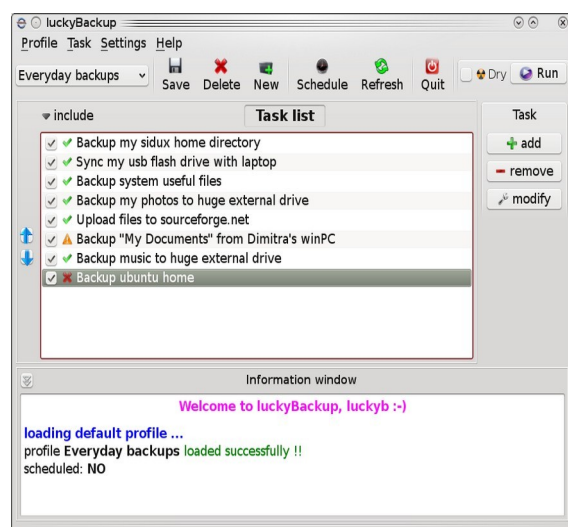 luckyBackup
Profile Task Settings Help
Everyday backups
Save Delete New Schedule Refresh Quit
Dry Run
include Task list Task
Backup my sidux home directory
Sync my usb flash drive with laptop
Backup system useful files
Backup my photos to huge external drive
Upload files to sourceforge.net
Backup "My Documents" from Dimitra's winPC
Backup music to huge external drive
Backup ubuntu home
add
remove
modify
Information window
Welcome to luckyBackup, luckyb :-)
loading default profile ...
profile Everyday backups loaded successfully !!
scheduled: NO